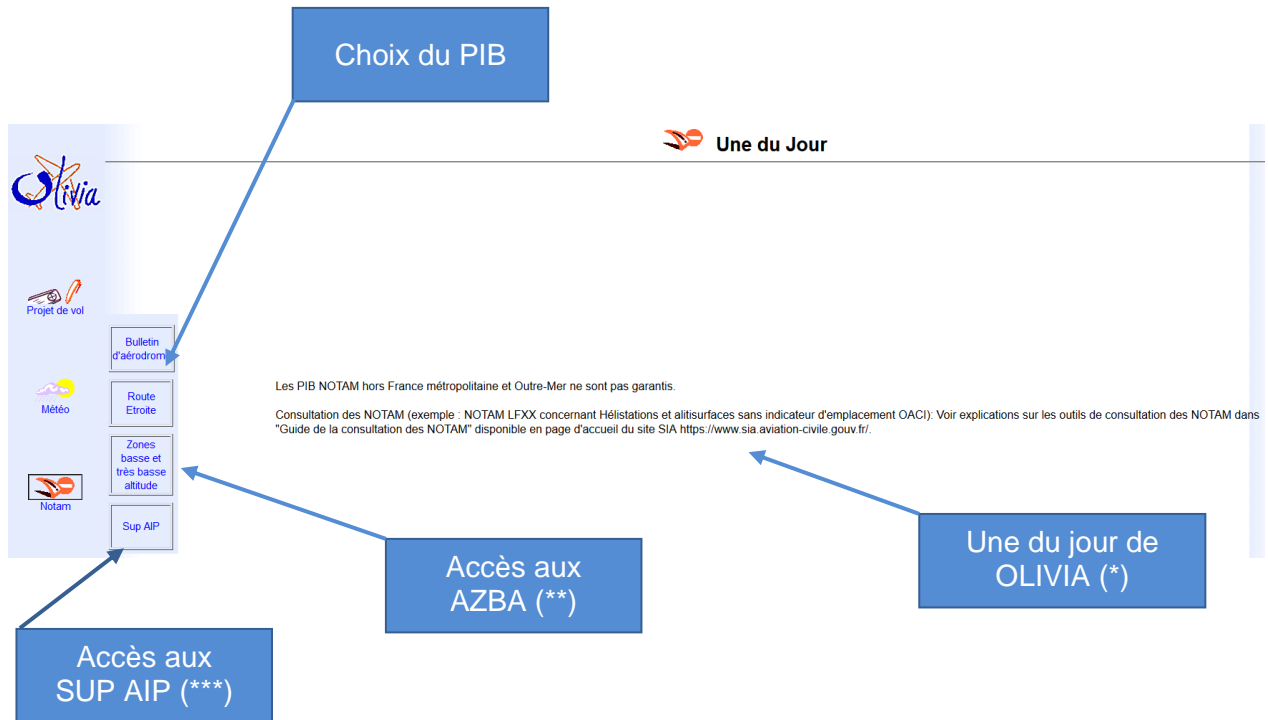 Choix du PIB
Une du Jour
Olivia
Projet de vol
Bulletin
d'aérodrom
Route
Etroite
Météo
Les PIB NOTAM hors France métropolitaine et Outre-Mer ne sont pas garantis.
Consultation des NOTAM (exemple : NOTAM LFXX concernant Hélistations et alitisurfaces sans indicateur d'emplacement OACI): Voir explications sur les outils de consultation des NOTAM dans
"Guide de la consultation des NOTAM" disponible en page d'accueil du site SIA https://www.sia.aviation-civile.gouv.fr/.
Zones
basse et
très basse
altitude
Notam
Sup AIP
Une du jour de
OLIVIA (*)
Accès aux
AZBA (**)
Accès aux
SUP AIP (***)